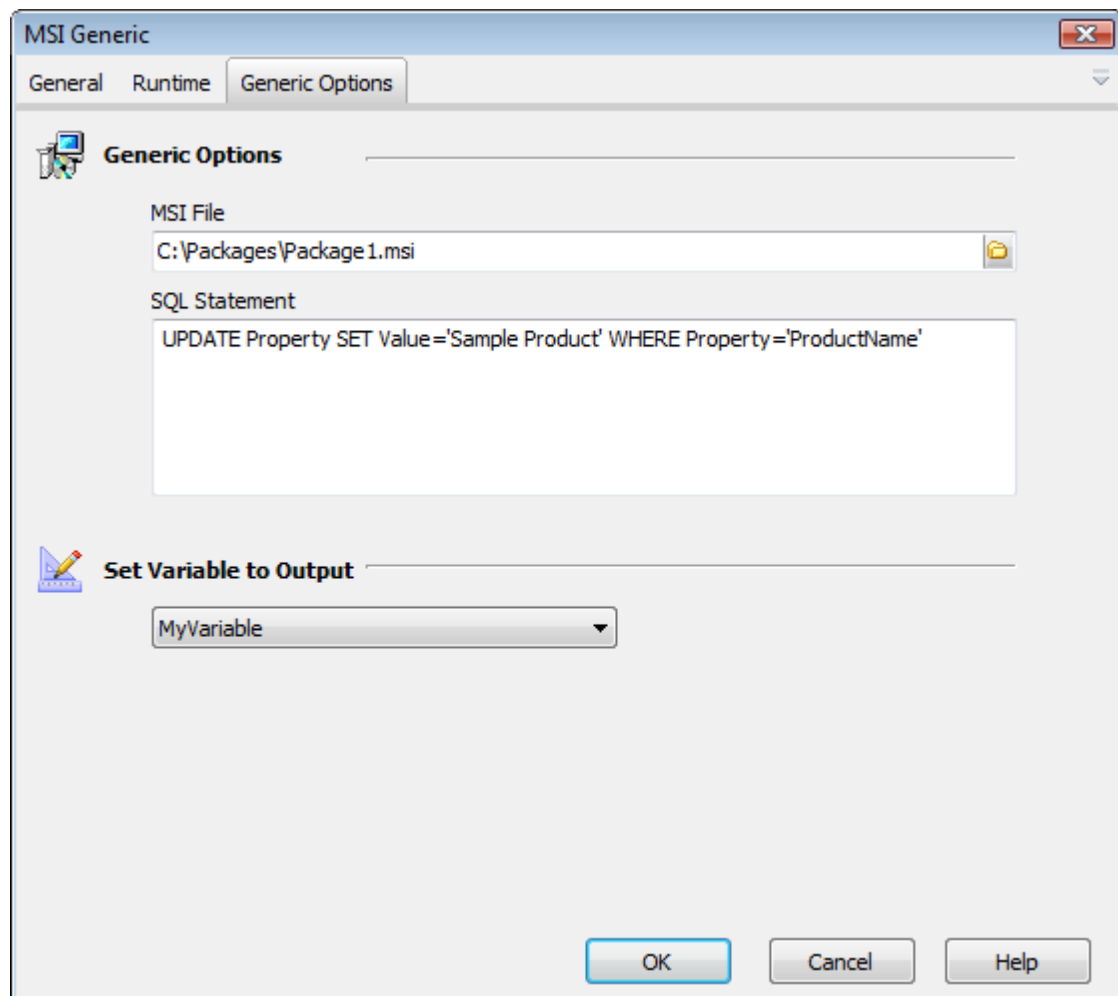 MSI Generic
General Runtime Generic Options
Generic Options
MSI File
C:\Packages\Package1.msi
SQL Statement
UPDATE Property SET Value='Sample Product' WHERE Property='ProductName'
Set Variable to Output
MyVariable
OK Cancel Help